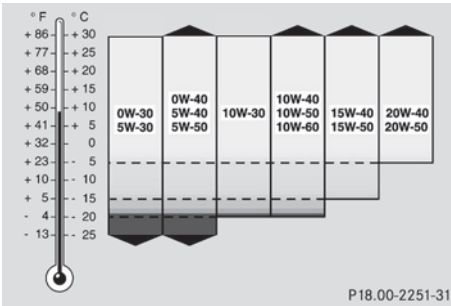 ° F ° C
+ 86 + 30
+ 77 + 25
+ 68 + 20
+ 59 + 15
+ 50 + 10
+ 41 + 5
+ 32 0
+ 23 - 5
+ 10 - 10
+ 5 - 15
- 4 - 20
- 13 - 25
0W-30
5W-30
0W-40
5W-40
5W-50
10W-30
10W-40
10W-50
10W-60
15W-40
15W-50
20W-40
20W-50
P18.00-2251-31